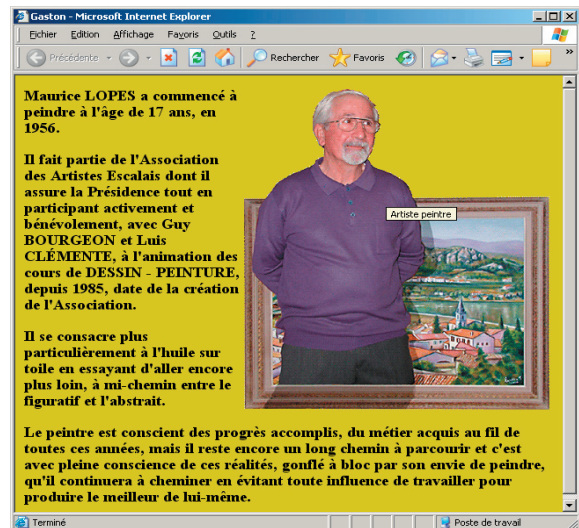 Gaston - Microsoft Internet Explorer
Fichier Edition Affichage Favoris Outils ?
Précédente Rechercher Favoris »
Maurice LOPES a commencé à
peindre à l'âge de 17 ans, en
1956.
Il fait partie de l'Association
des Artistes Escalais dont il
assure la Présidence tout en
participant activement et
bénévolement, avec Guy
BOURGEON et Luis
CLÉMENTE, à l'animation des
cours de DESSIN - PEINTURE,
depuis 1985, date de la création
de l'Association.
Artiste peintre
Il se consacre plus
particulièrement à l'huile sur
toile en essayant d'aller encore
plus loin, à mi-chemin entre le
figuratif et l'abstrait.
Le peintre est conscient des progrès accomplis, du métier acquis au fil de
toutes ces années, mais il reste encore un long chemin à parcourir et c'est
avec pleine conscience de ces réalités, gonflé à bloc par son envie de peindre,
qu'il continuera à cheminer en évitant toute influence de travailler pour
produire le meilleur de lui-même.
Terminé Poste de travail